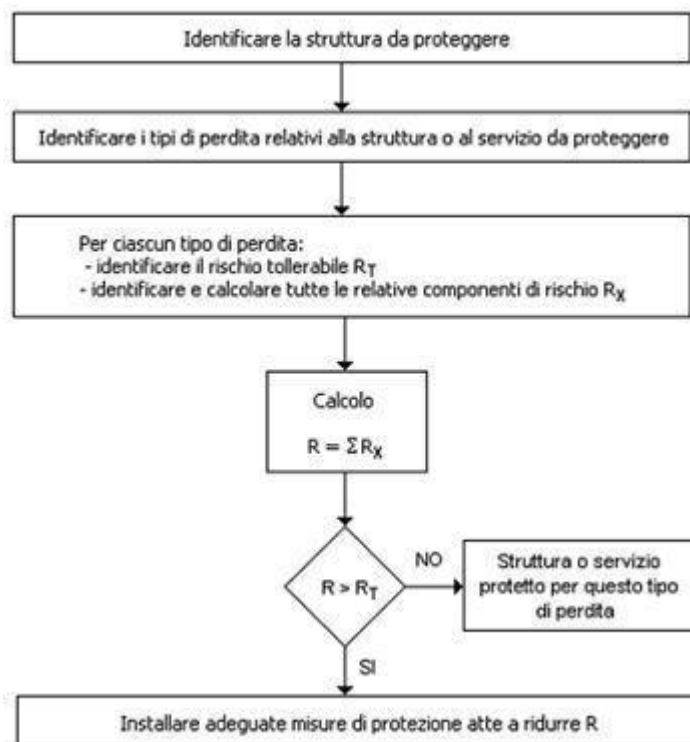 Identificare la struttura da proteggere
Identificare i tipi di perdita relativi alla struttura o al servizio da proteggere
Per ciascun tipo di perdita:
- identificare il rischio tollerabile RT
- identificare e calcolare tutte le relative componenti di rischio RX
Calcolo
R = ΣRX
R > RT
NO
Struttura o servizio
protetto per questo tipo
di perdita
SI
Installare adeguate misure di protezione atte a ridurre R